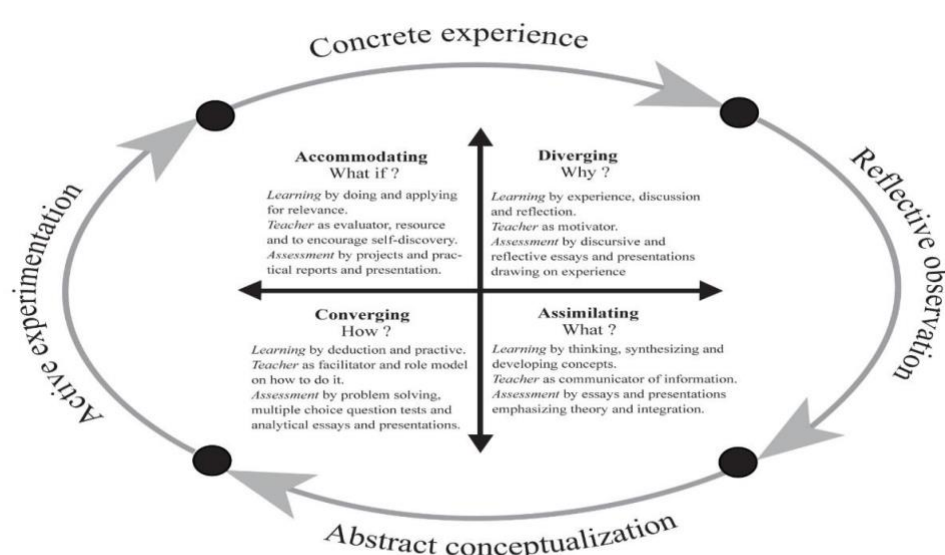 Concrete experience
Accommodating
What if ?
Learning by doing and applying
for relevance.
Teacher as evaluator, resource
and to encourage self-discovery.
Assessment by projects and prac-
tical reports and presentation.
Diverging
Why ?
Learning by experience, discussion
and reflection.
Teacher as motivator.
Assessment by discursive and
reflective essays and presentations
drawing on experience
Reflective observation
Active experimentation
Converging
How ?
Learning by deduction and practive.
Teacher as facilitator and role model
on how to do it.
Assessment by problem solving,
multiple choice question tests and
analytical essays and presentations.
Assimilating
What ?
Learning by thinking, synthesizing and
developing concepts.
Teacher as communicator of information.
Assessment by essays and presentations
emphasizing theory and integration.
Abstract conceptualization